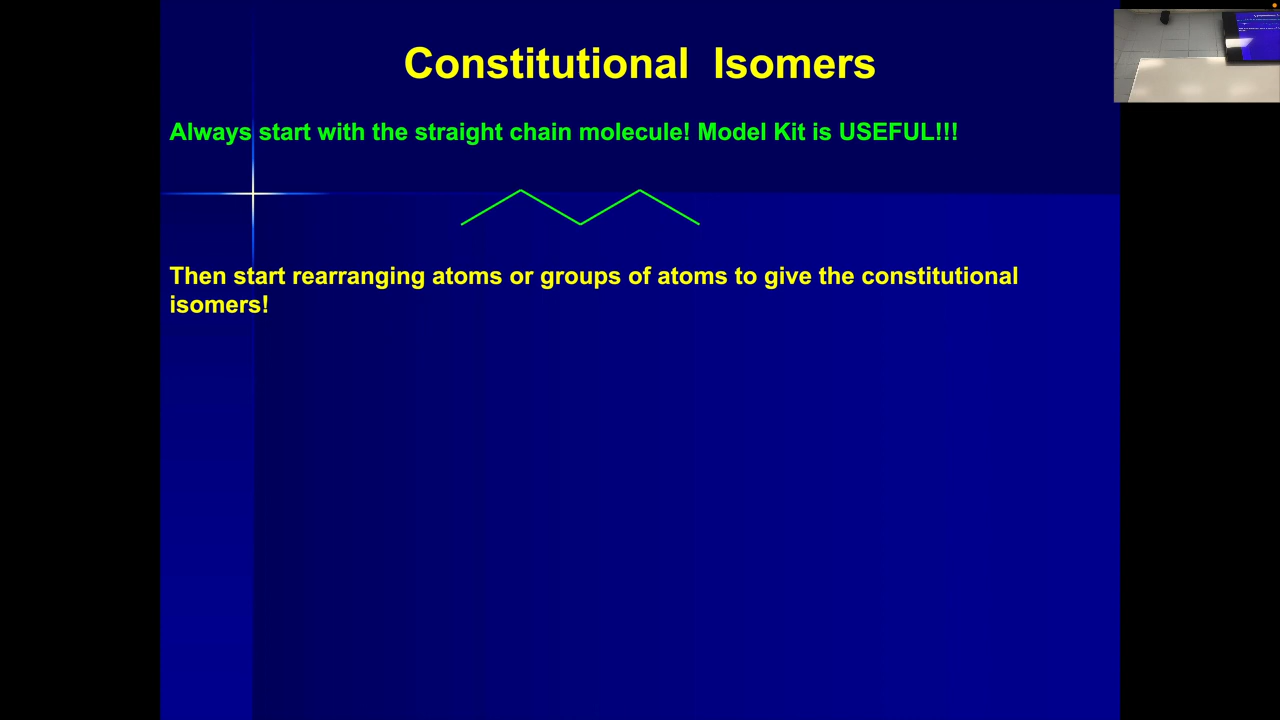 Constitutional Isomers
Always start with the straight chain molecule! Model Kit is USEFUL!!!
Then start rearranging atoms or groups of atoms to give the constitutional
isomers!